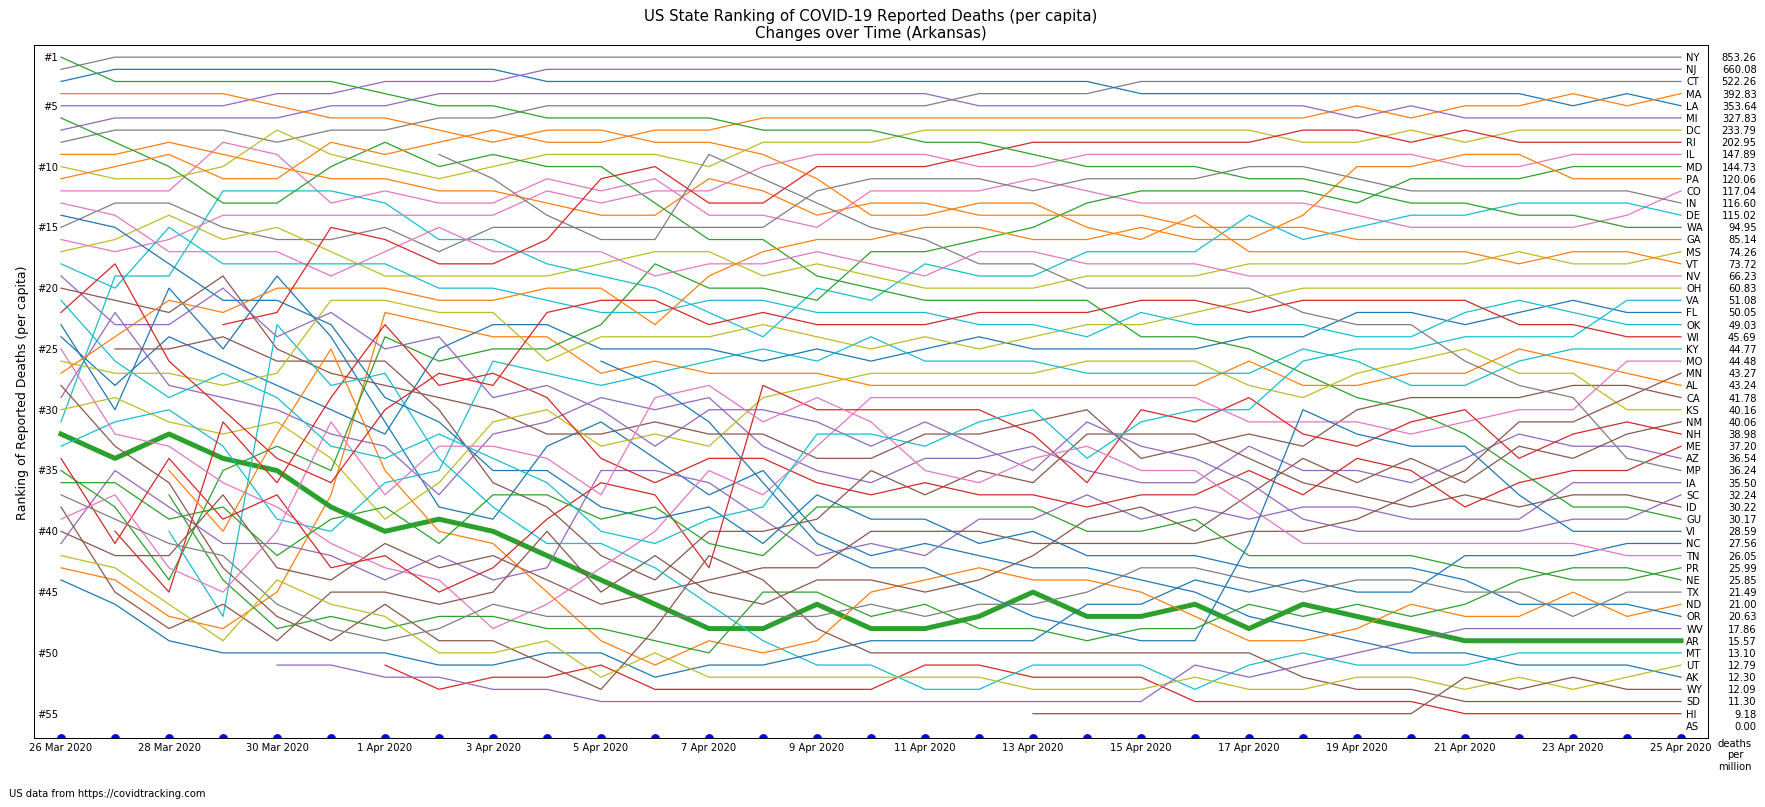 US State Ranking of COVID-19 Reported Deaths (per capita)
Changes over Time (Arkansas)
Ranking of Reported Deaths (per capita)
#1
#5
#10
#15
#20
#25
#30
#35
#40
#45
#50
#55
NY 853.26
NJ 660.08
CT 522.26
MA 392.83
LA 353.64
MI 327.83
DC 233.79
RI 202.95
IL 147.89
MD 144.73
PA 120.06
CO 117.04
IN 116.60
DE 115.02
WA 94.95
GA 85.14
MS 74.26
VT 73.72
NV 66.23
OH 60.83
VA 51.08
FL 50.05
OK 49.03
WI 45.69
KY 44.77
MO 44.48
MN 43.27
AL 43.24
CA 41.78
KS 40.16
NM 40.06
NH 38.98
ME 37.20
AZ 36.54
MP 36.24
IA 35.50
SC 32.24
ID 30.22
GU 30.17
VI 28.59
NC 27.56
TN 26.05
PR 25.99
NE 25.85
TX 21.49
ND 21.00
OR 20.63
WV 17.86
AR 15.57
MT 13.10
UT 12.79
AK 12.30
WY 12.09
SD 11.30
HI 9.18
AS 0.00
26 Mar 2020 28 Mar 2020 30 Mar 2020 1 Apr 2020 3 Apr 2020 5 Apr 2020 7 Apr 2020 9 Apr 2020 11 Apr 2020 13 Apr 2020 15 Apr 2020 17 Apr 2020 19 Apr 2020 21 Apr 2020 23 Apr 2020 25 Apr 2020
deaths
per
million
US data from https://covidtracking.com